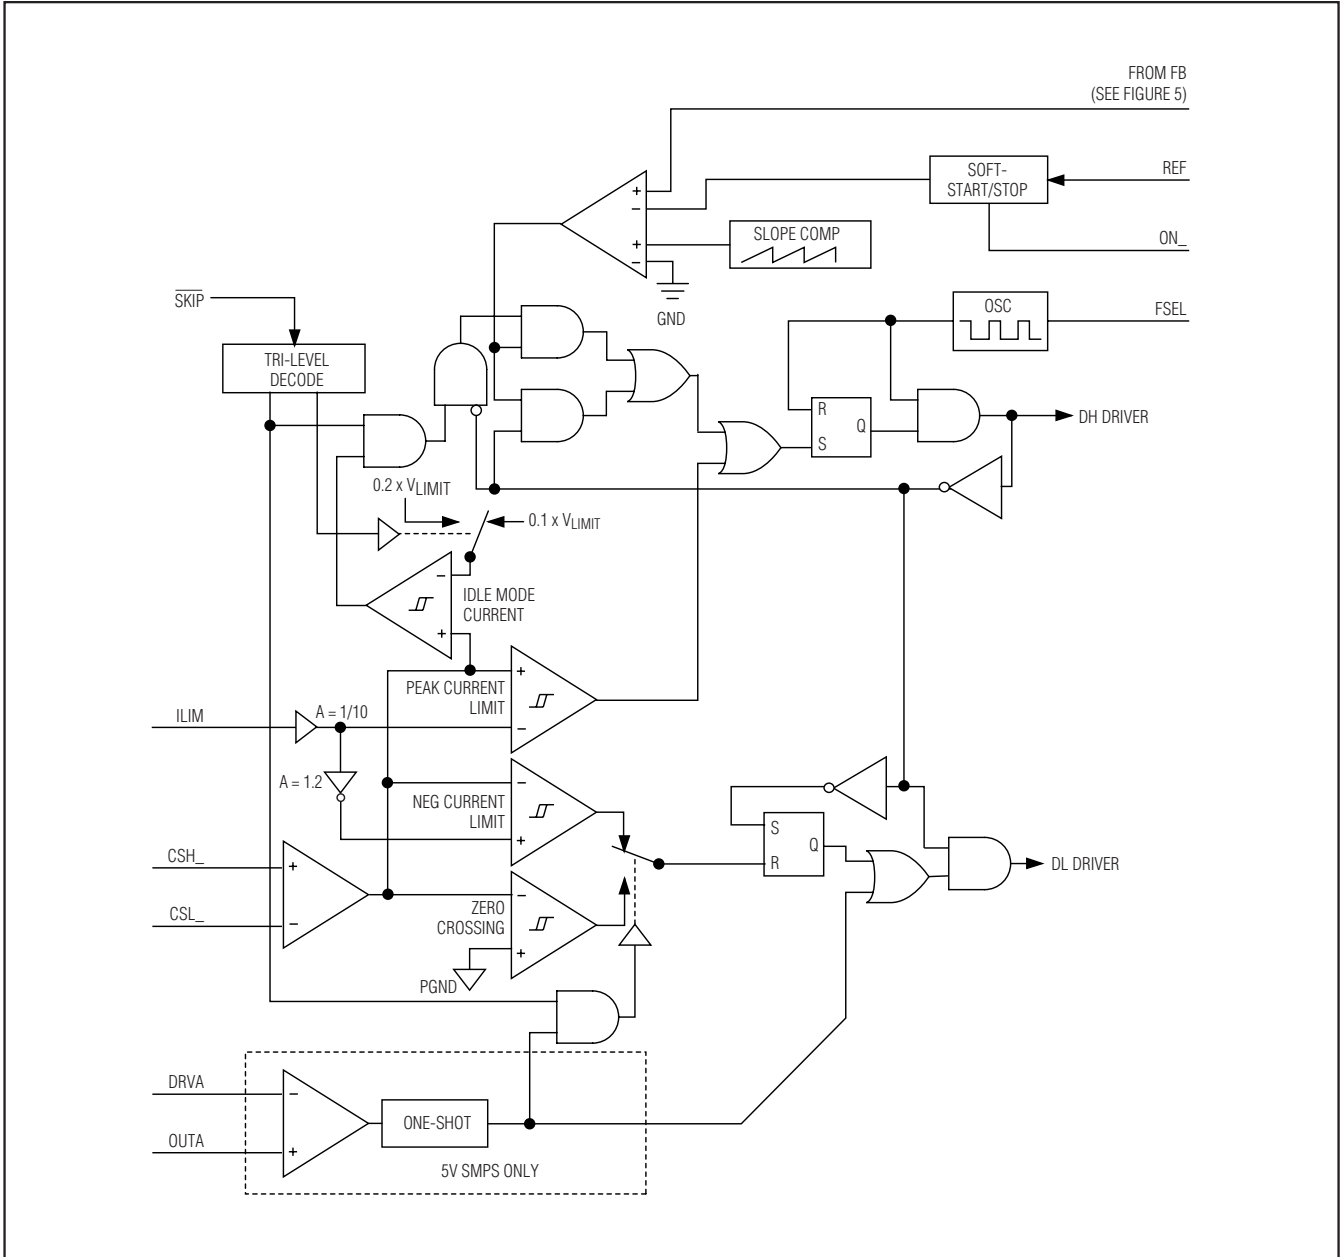 FROM FB
(SEE FIGURE 5)
REF
SOFT-
START/STOP
+
−
SLOPE COMP
+
−
ON_
SKIP
GND
OSC
FSEL
TRI-LEVEL
DECODE
R
Q
S
DH DRIVER
0.2 x VLIMIT
0.1 x VLIMIT
−
IDLE MODE
CURRENT
+
+
PEAK CURRENT
LIMIT
−
ILIM
A = 1/10
A = 1.2
−
NEG CURRENT
LIMIT
+
S
Q
R
DL DRIVER
CSH_
+
CSL_
−
−
ZERO
CROSSING
+
PGND
DRVA
−
ONE-SHOT
OUTA
+
5V SMPS ONLY